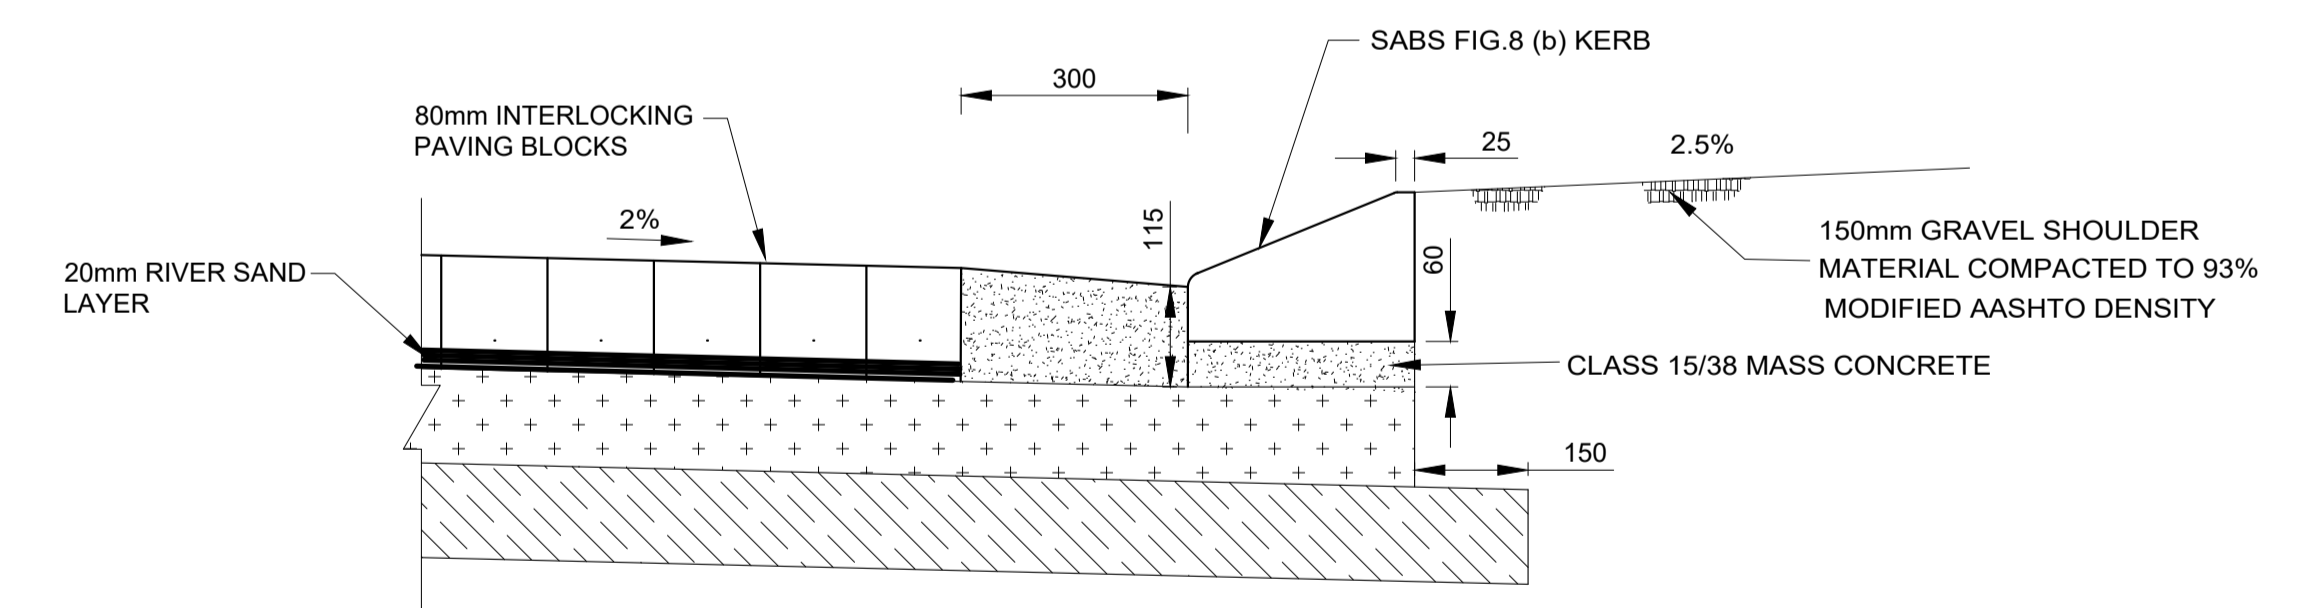 SABS FIG.8 (b) KERB
300
80mm INTERLOCKING
PAVING BLOCKS
25
2.5%
2%
115
60
150mm GRAVEL SHOULDER
MATERIAL COMPACTED TO 93%
MODIFIED AASHTO DENSITY
20mm RIVER SAND
LAYER
CLASS 15/38 MASS CONCRETE
150